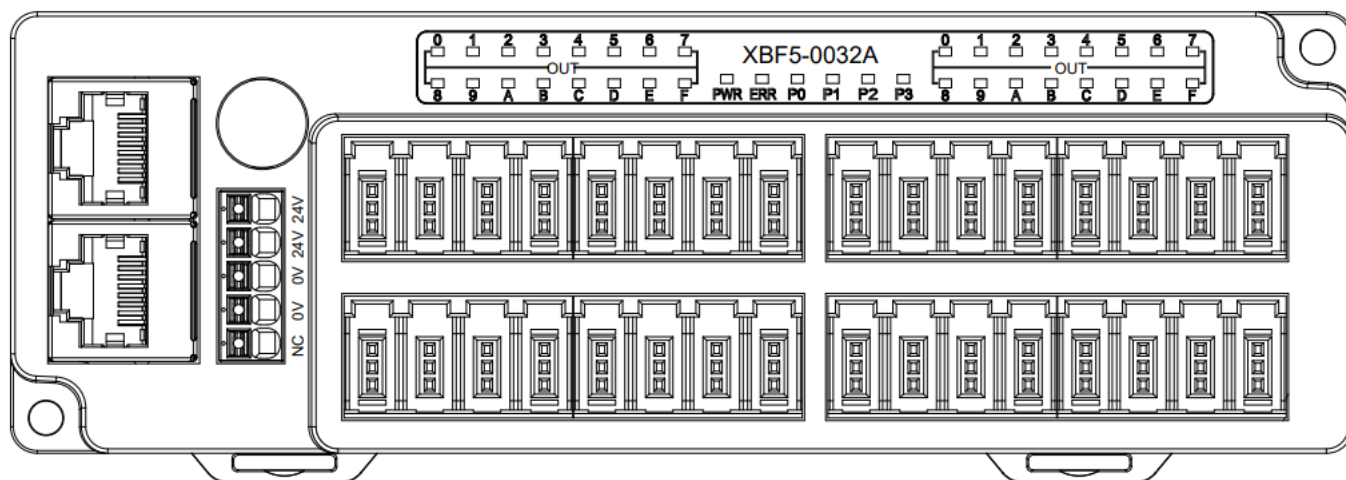 0 1 2 3 4 5 6 7
OUT
8 9 A B C D E F
XBF5-0032A
PWR ERR P0 P1 P2 P3
0 1 2 3 4 5 6 7
OUT
8 9 A B C D E F
24V
24V
0V
0V
NC